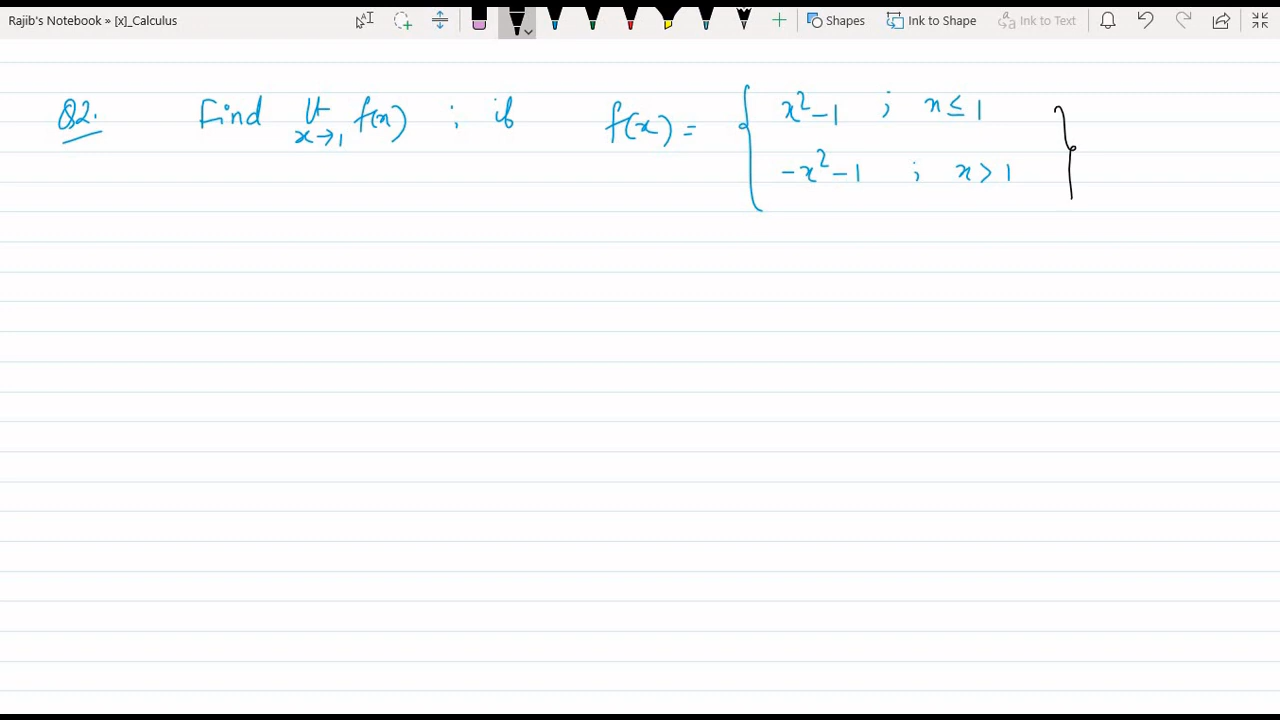 Rajib's Notebook » [x]_Calculus
Shapes
Ink to Shape
Ink to Text
Q2. Find lt x→1 f(x) ; if f(x) = { x²-1 ; x ≤ 1
-x²-1 ; x > 1 }